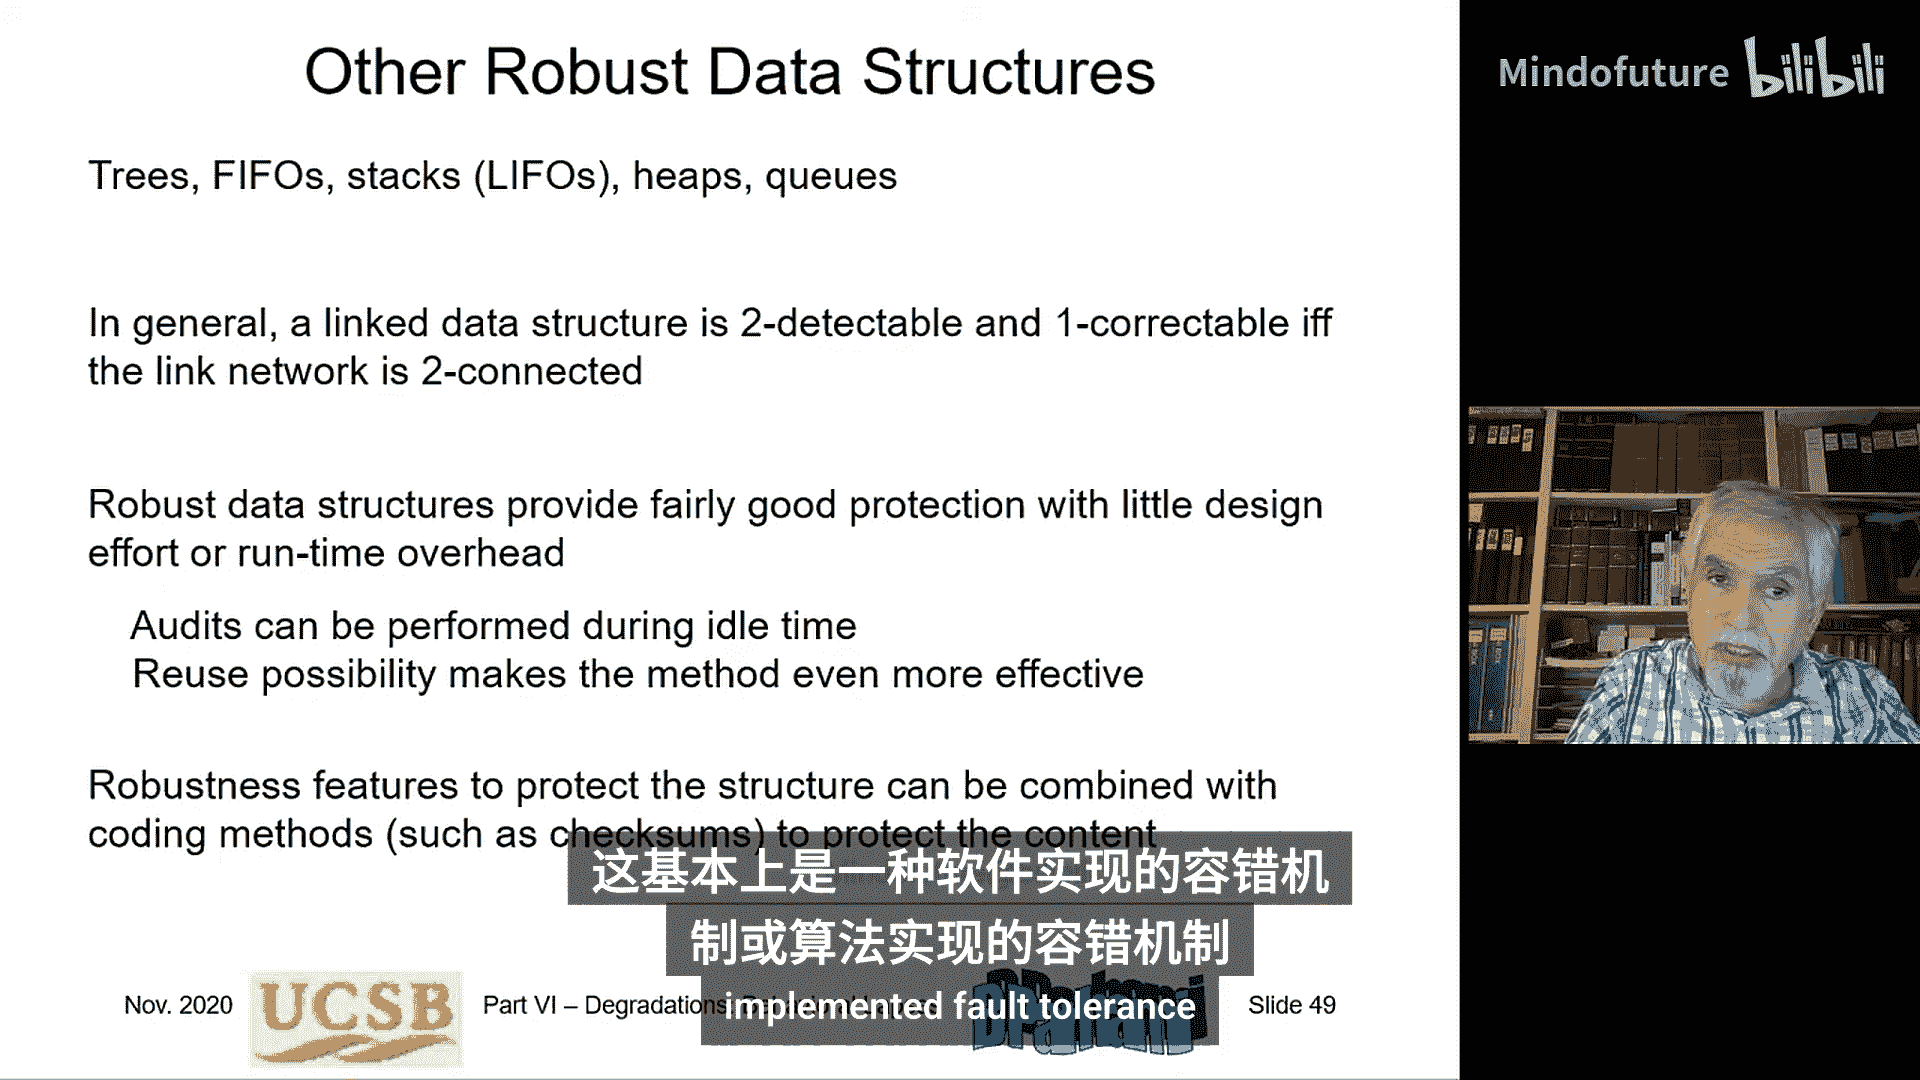 Other Robust Data Structures
Mindofuture bilibili
Trees, FIFOs, stacks (LIFOs), heaps, queues
In general, a linked data structure is 2-detectable and 1-correctable iff
the link network is 2-connected
Robust data structures provide fairly good protection with little design
effort or run-time overhead
Audits can be performed during idle time
Reuse possibility makes the method even more effective
Robustness features to protect the structure can be combined with
coding methods (such as checksums) to protect the content
这基本上是一种软件实现的容错机
制或算法实现的容错机制
implemented fault tolerance
Nov. 2020
UCSB
Part VI – Degradations:
Slide 49